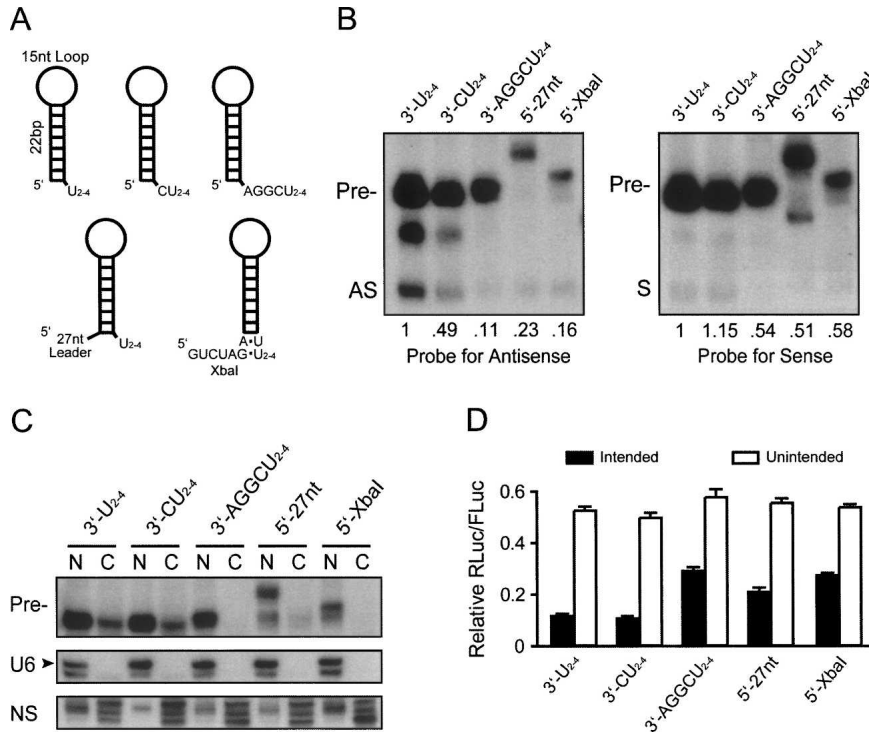 A
15nt Loop
22bp
5' U2-4
5' CU2-4
5' AGGCU2-4
5'
27nt
Leader
U2-4
A•U
5' GUCUAG•U2-4
XbaI
B
3'-U2-4 3'-CU2-4 3'-AGGCU2-4 5'-27nt 5'-XbaI
Pre-
AS
1 .49 .11 .23 .16
Probe for Antisense
3'-U2-4 3'-CU2-4 3'-AGGCU2-4 5'-27nt 5'-XbaI
Pre-
S
1 1.15 .54 .51 .58
Probe for Sense
C
3'-U2-4 3'-CU2-4 3'-AGGCU2-4 5'-27nt 5'-XbaI
N C N C N C N C N C
Pre-
U6
NS
D
Intended Unintended
Relative RLuc/FLuc
0.6
0.4
0.2
0
3'-U2-4 3'-CU2-4 3'-AGGCU2-4 5'-27nt 5'-XbaI